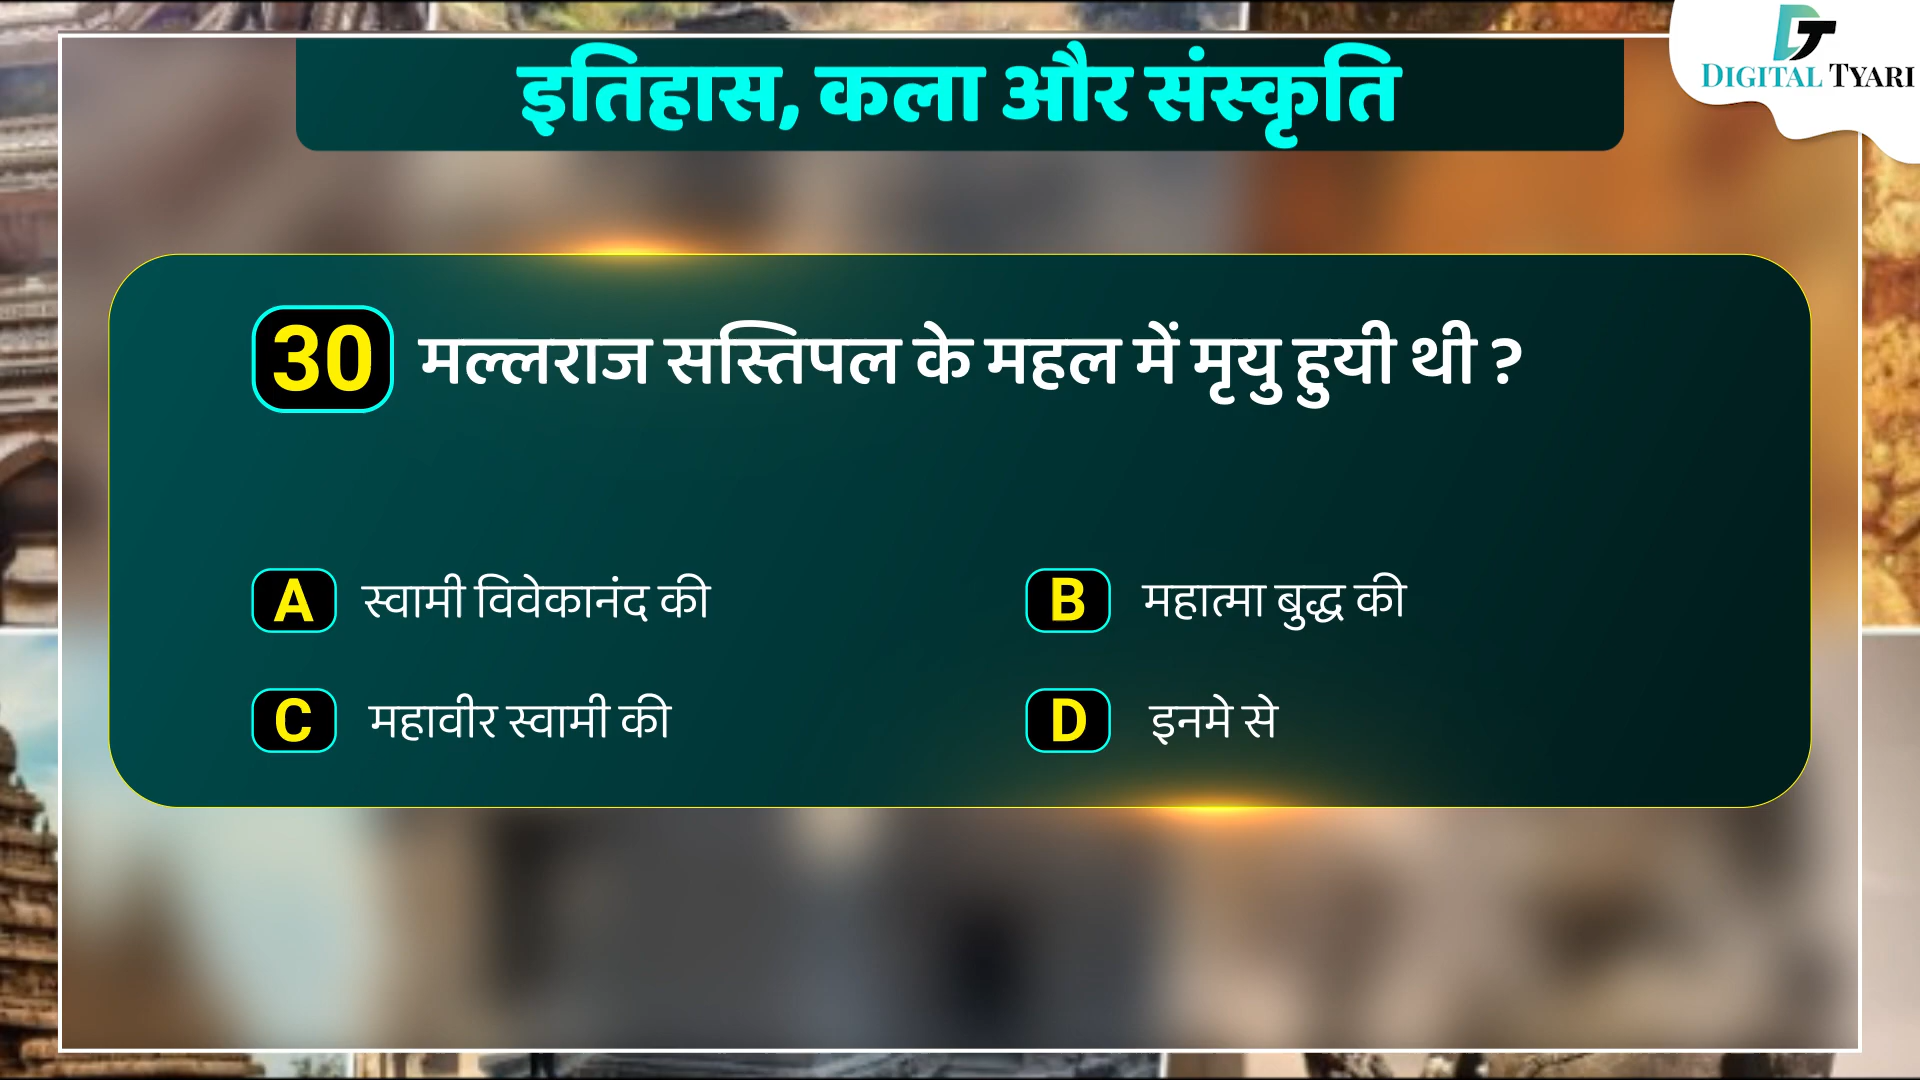 इतिहास, कला और संस्कृति
DIGITAL TYARI
30 मल्लराज सस्तिपल के महल में मृयु हुयी थी ?
A स्वामी विवेकानंद की
B महात्मा बुद्ध की
C महावीर स्वामी की
D इनमे से